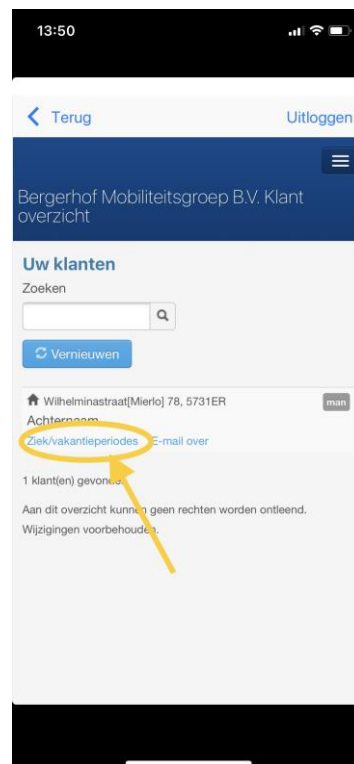 13:50
Terug
Uitloggen
Bergerhof Mobiliteitsgroep B.V. Klant
overzicht
Uw klanten
Zoeken
Vernieuwen
Wilhelminastraat[Mierlo] 78, 5731ER
man
Achternaam
Ziek/vakantieperiodes E-mail over
1 klant(en) gevonden.
Aan dit overzicht kunnen geen rechten worden ontleend.
Wijzigingen voorbehouden.